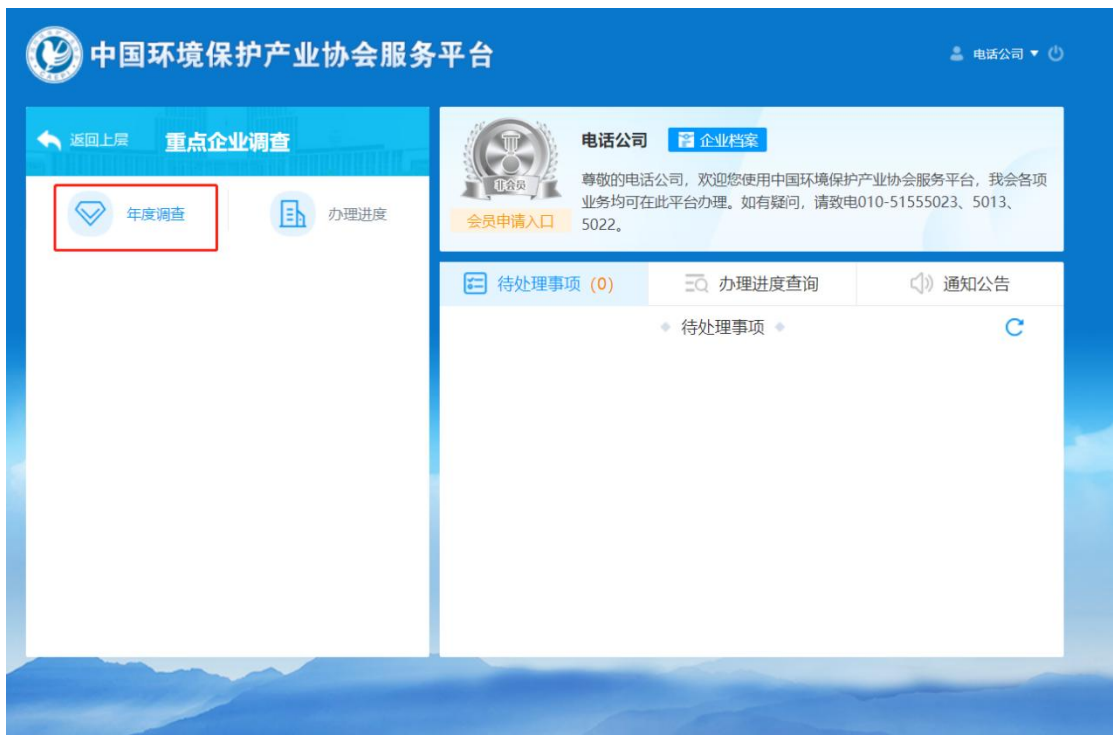 中国环境保护产业协会服务平台
电话公司
返回上层
重点企业调查
年度调查
办理进度
非会员
会员申请入口
电话公司
企业档案
尊敬的电话公司，欢迎您使用中国环境保护产业协会服务平台，我会各项
业务均可在此平台办理。如有疑问，请致电010-51555023、5013、
5022。
待处理事项 (0)
办理进度查询
通知公告
待处理事项